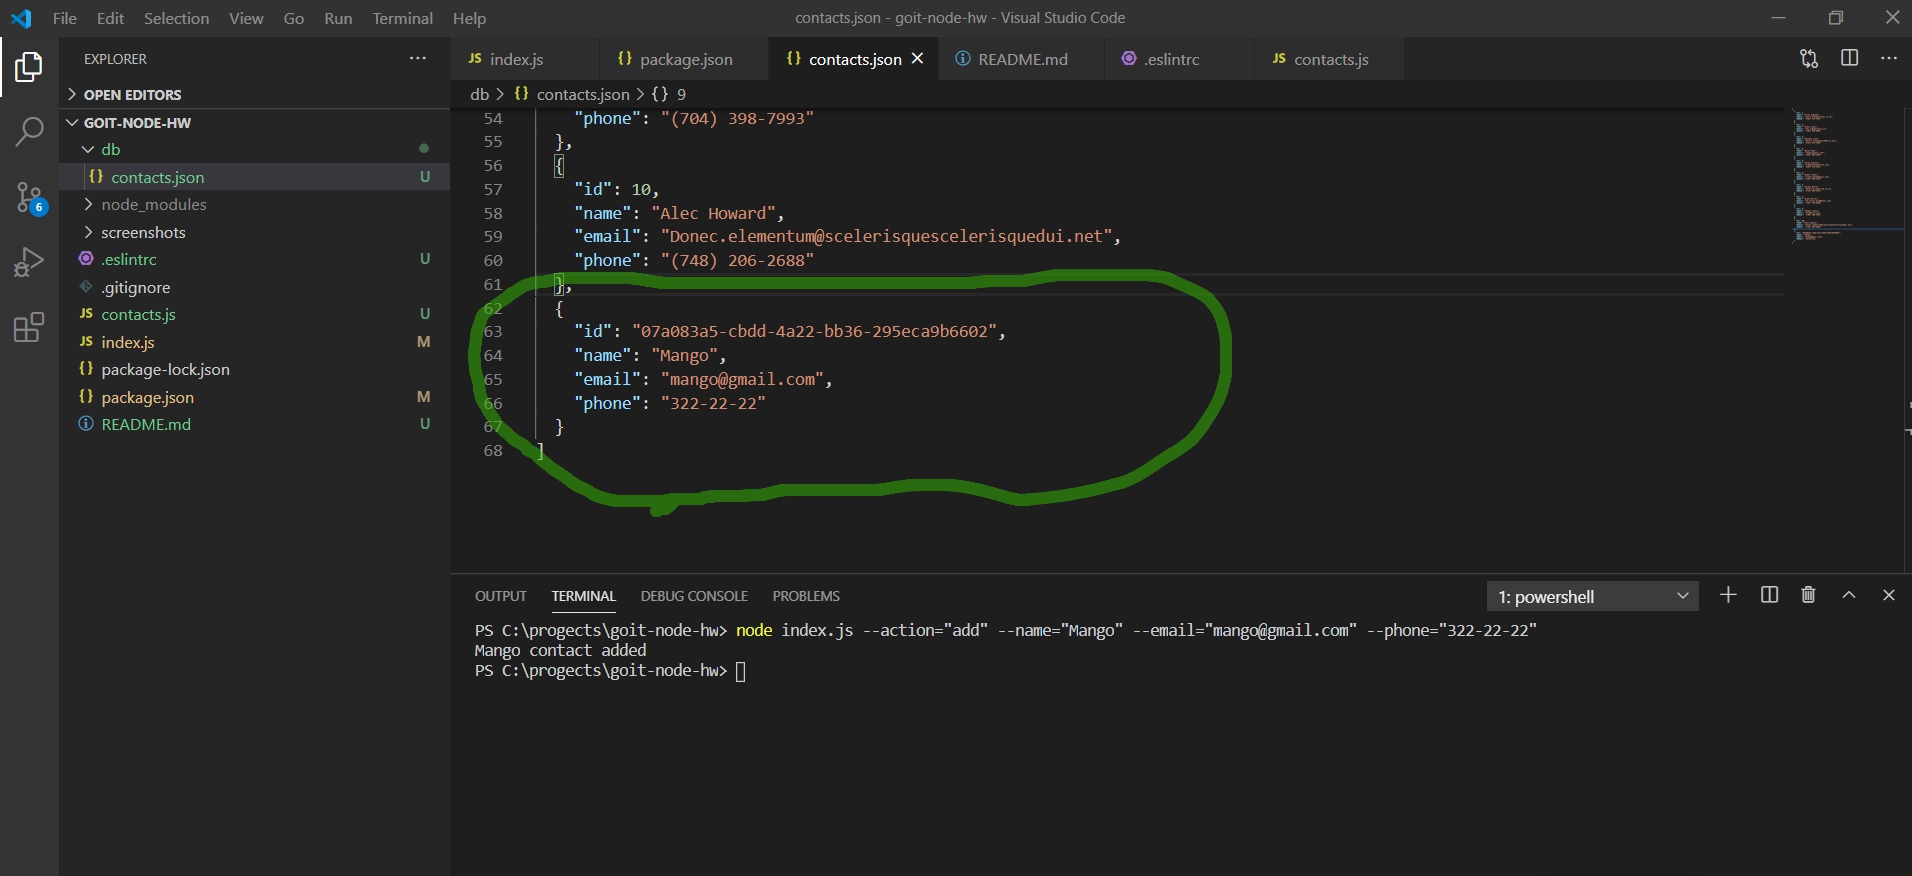 File Edit Selection View Go Run Terminal Help
contacts.json - goit-node-hw - Visual Studio Code
EXPLORER
OPEN EDITORS
GOIT-NODE-HW
db
contacts.json U
node_modules
screenshots
.eslintrc U
.gitignore
JS contacts.js U
JS index.js M
{} package-lock.json
{} package.json M
README.md U
6
JS index.js {} package.json {} contacts.json README.md .eslintrc JS contacts.js
db > {} contacts.json > {} 9
54 "phone": "(704) 398-7993"
55 },
56 {
57 "id": 10,
58 "name": "Alec Howard",
59 "email": "Donec.elementum@scelerisquescelerisquedui.net",
60 "phone": "(748) 206-2688"
61 },
62 {
63 "id": "07a083a5-cbdd-4a22-bb36-295eca9b6602",
64 "name": "Mango",
65 "email": "mango@gmail.com",
66 "phone": "322-22-22"
67 }
68 ]
OUTPUT TERMINAL DEBUG CONSOLE PROBLEMS
1: powershell
PS C:\progects\goit-node-hw> node index.js --action="add" --name="Mango" --email="mango@gmail.com" --phone="322-22-22"
Mango contact added
PS C:\progects\goit-node-hw>